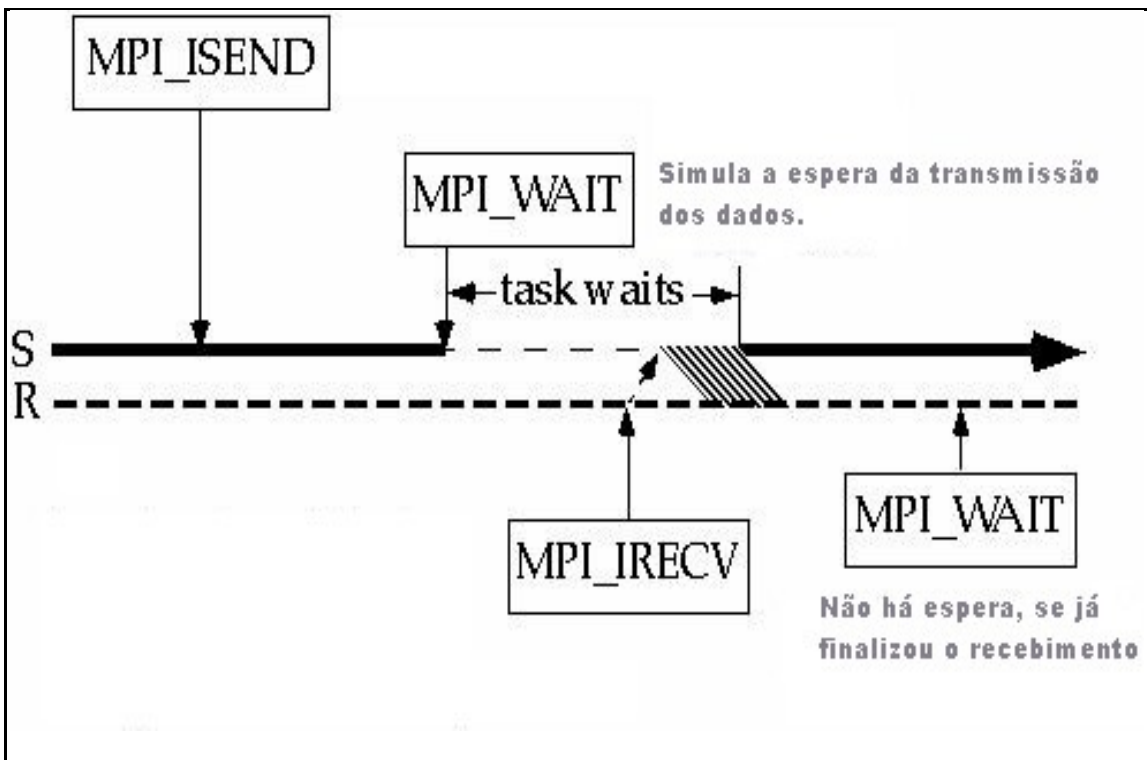 MPI_ISEND
MPI_WAIT
Simula a espera da transmissão
dos dados.
task waits
S
R
MPI_IRECV
MPI_WAIT
Não há espera, se já
finalizou o recebimento